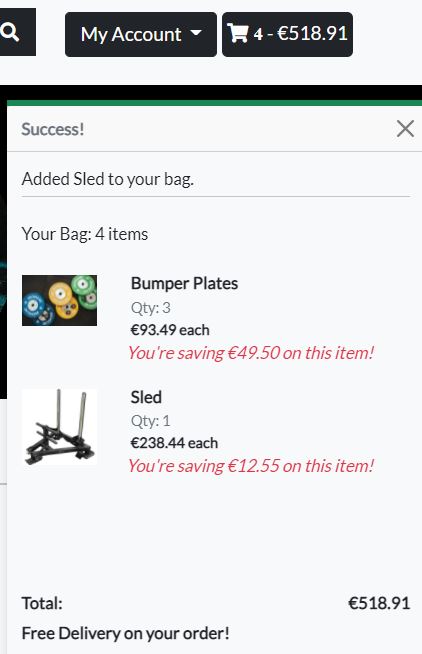 My Account
4 - €518.91
Success!
Added Sled to your bag.
Your Bag: 4 items
Bumper Plates
Qty: 3
€93.49 each
You're saving €49.50 on this item!
Sled
Qty: 1
€238.44 each
You're saving €12.55 on this item!
Total: €518.91
Free Delivery on your order!